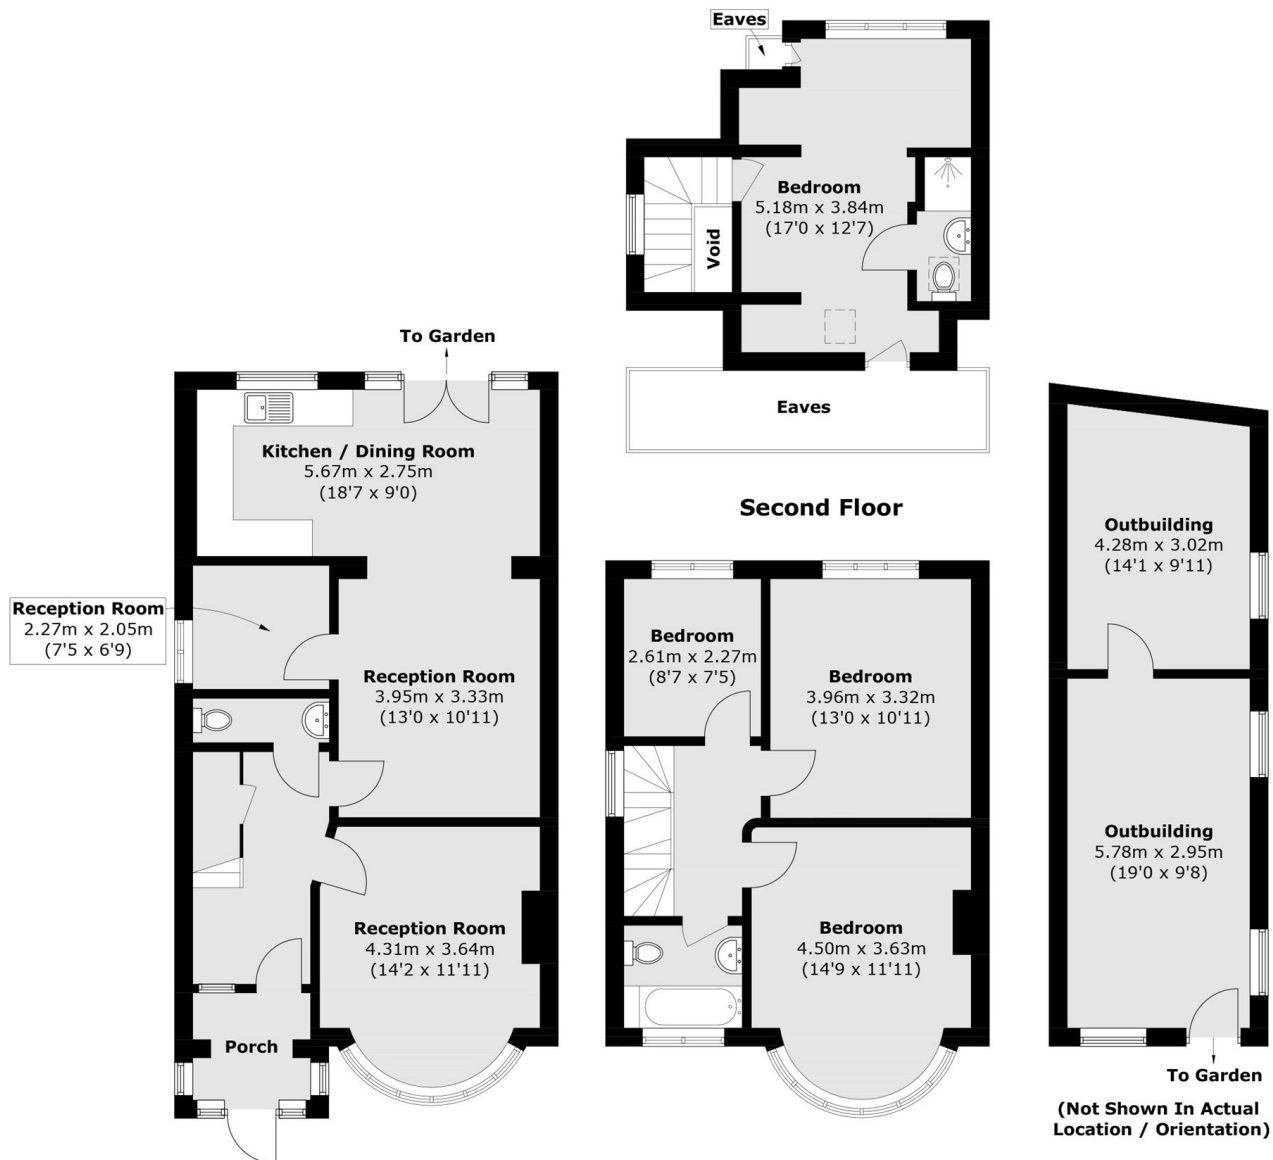 Eaves
Bedroom
5.18m x 3.84m
(17'0 x 12'7)
Void
Eaves
Second Floor
To Garden
Kitchen / Dining Room
5.67m x 2.75m
(18'7 x 9'0)
Reception Room
2.27m x 2.05m
(7'5 x 6'9)
Reception Room
3.95m x 3.33m
(13'0 x 10'11)
Reception Room
4.31m x 3.64m
(14'2 x 11'11)
Porch
Bedroom
2.61m x 2.27m
(8'7 x 7'5)
Bedroom
3.96m x 3.32m
(13'0 x 10'11)
Bedroom
4.50m x 3.63m
(14'9 x 11'11)
Outbuilding
4.28m x 3.02m
(14'1 x 9'11)
Outbuilding
5.78m x 2.95m
(19'0 x 9'8)
To Garden
(Not Shown In Actual
Location / Orientation)